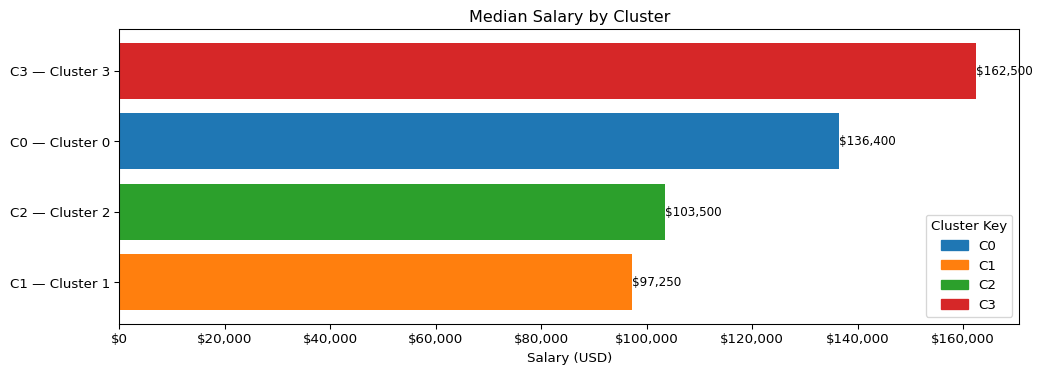 Median Salary by Cluster
C3 — Cluster 3
$162,500
C0 — Cluster 0
$136,400
C2 — Cluster 2
$103,500
C1 — Cluster 1
$97,250
Cluster Key
C0
C1
C2
C3
$0 $20,000 $40,000 $60,000 $80,000 $100,000 $120,000 $140,000 $160,000
Salary (USD)